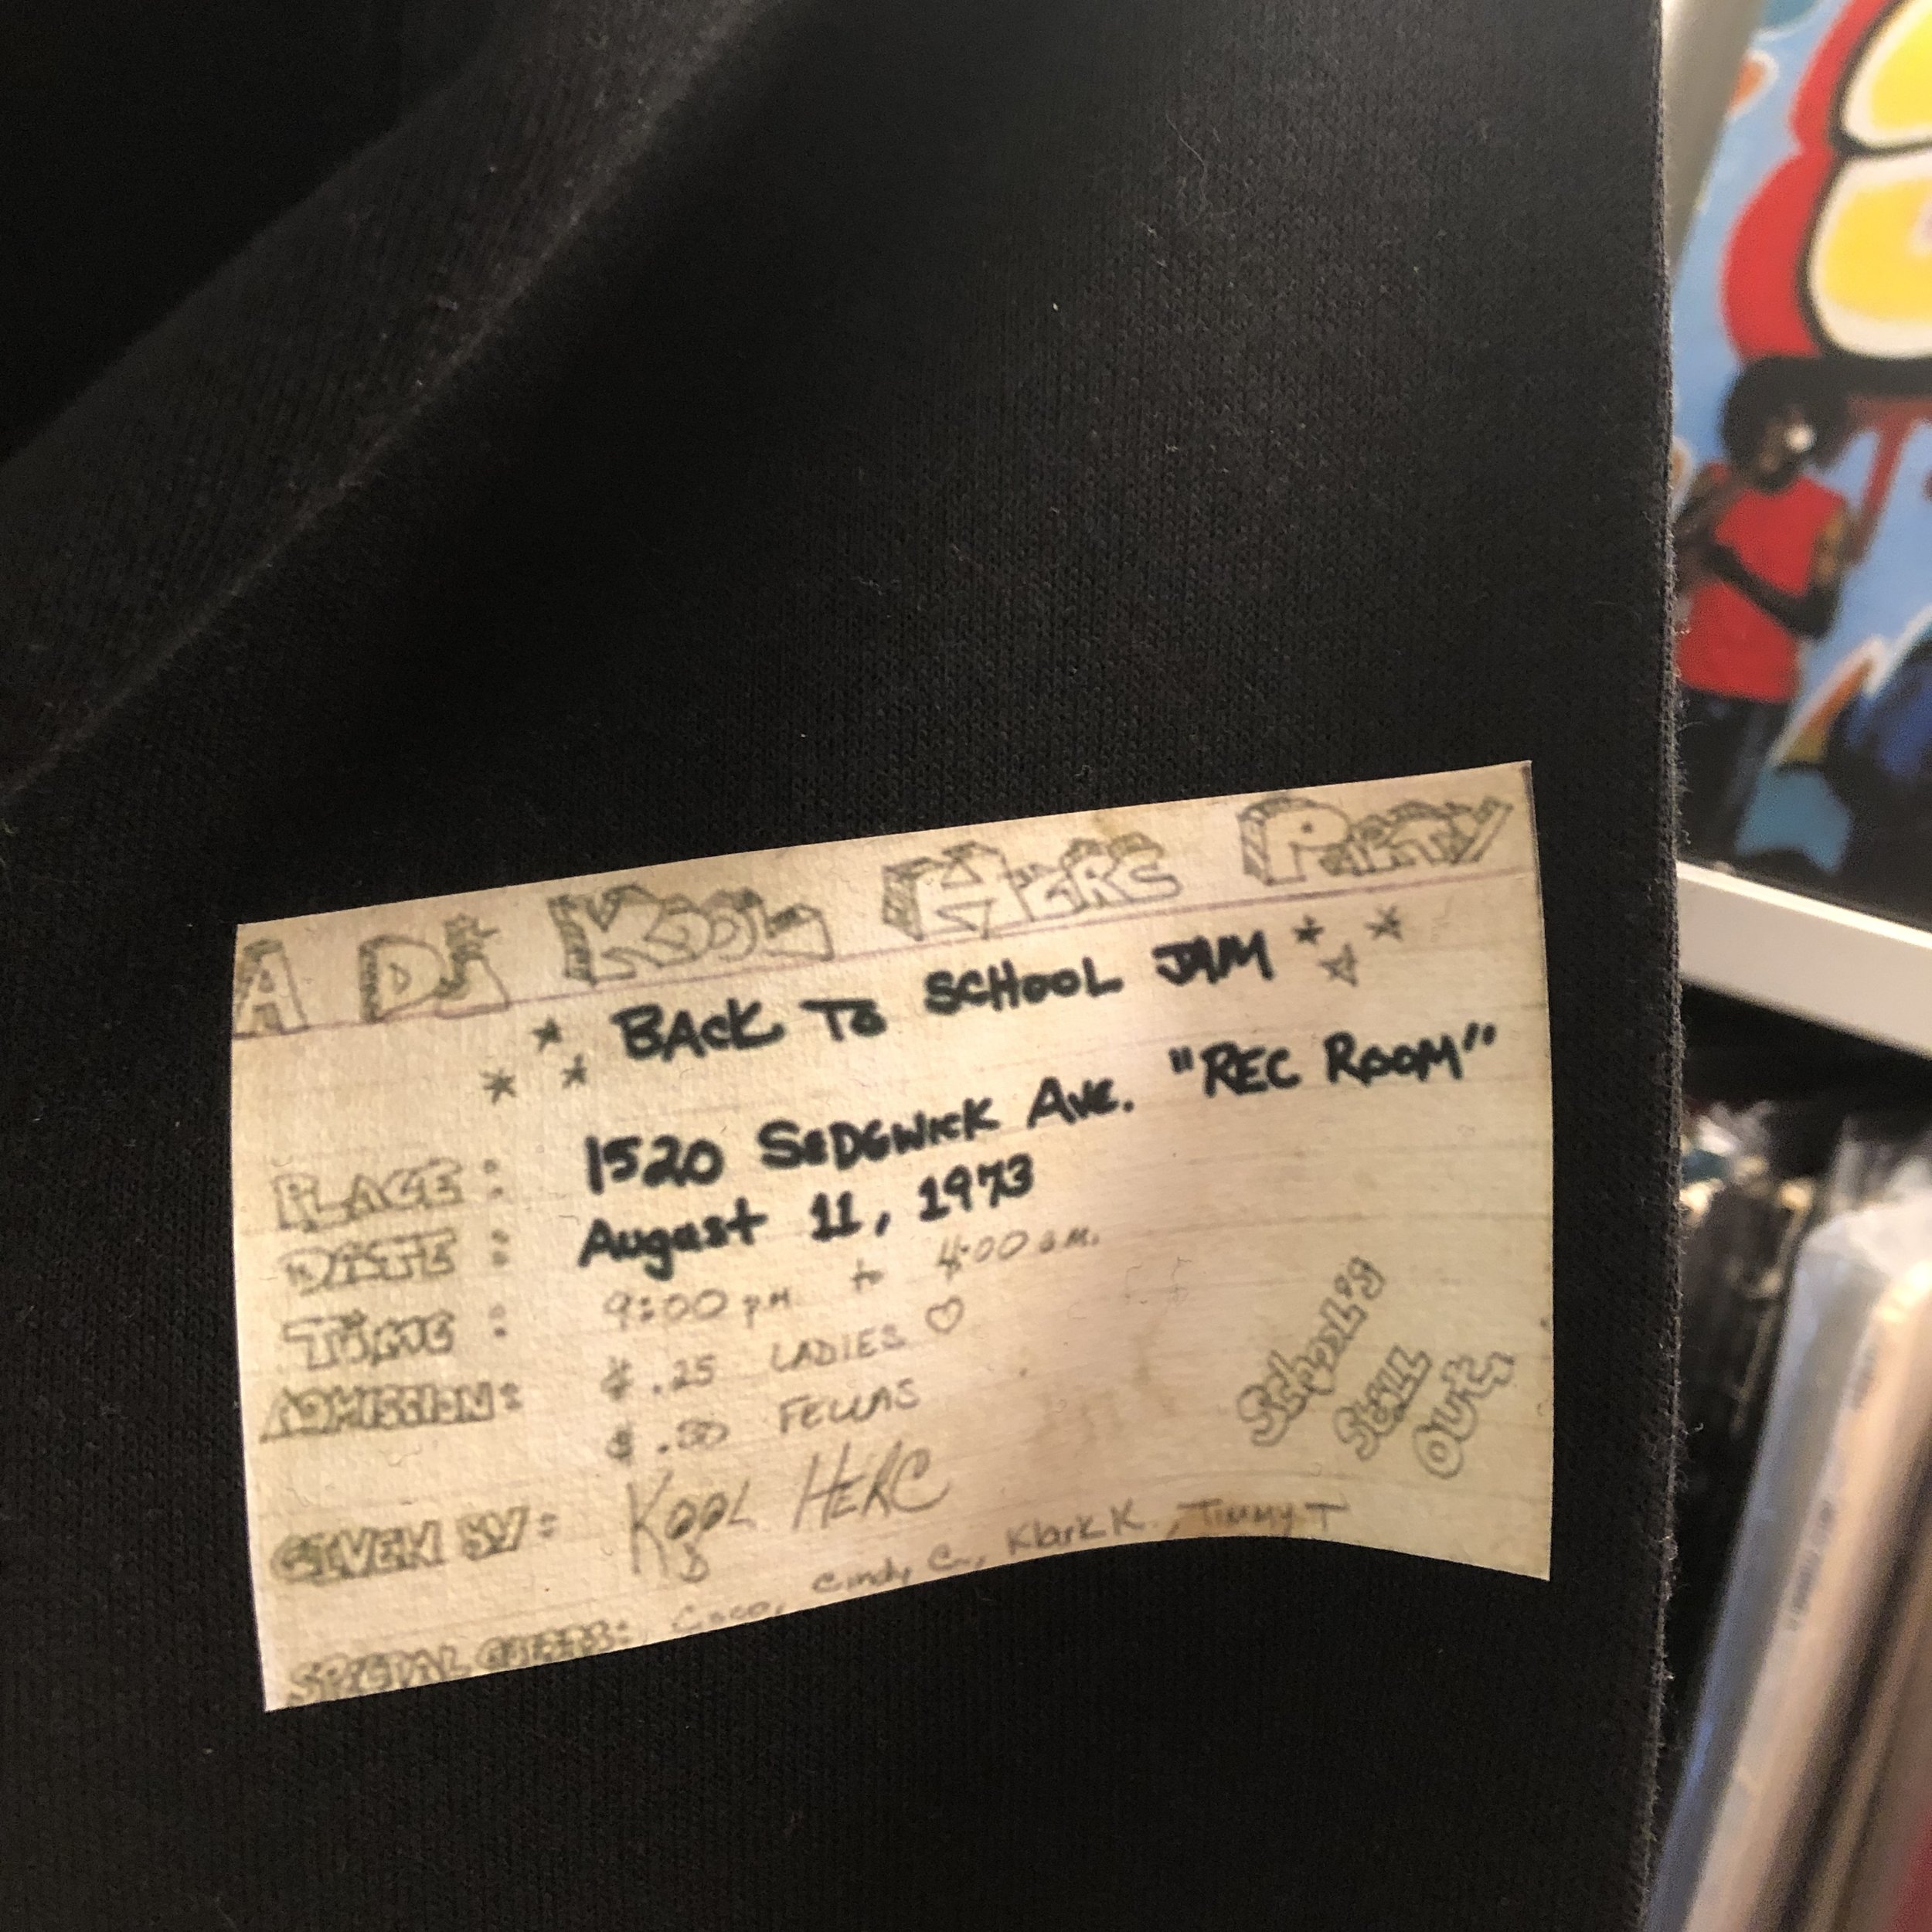 A DJ KOOL HERC PARTY
BACK TO SCHOOL JAM
PLACE: 1520 SEDGWICK AVE. "REC ROOM"
DATE: August 11, 1973
TIME: 9:00 PM to 4:00 a.m.
ADMISSION: $ .25 LADIES
$ .50 FELLAS
School's
Still
Out
GIVEN BY: KOOL HERC
SPECIAL GUESTS: Coco, Cindy C., Klark K., Timmy T